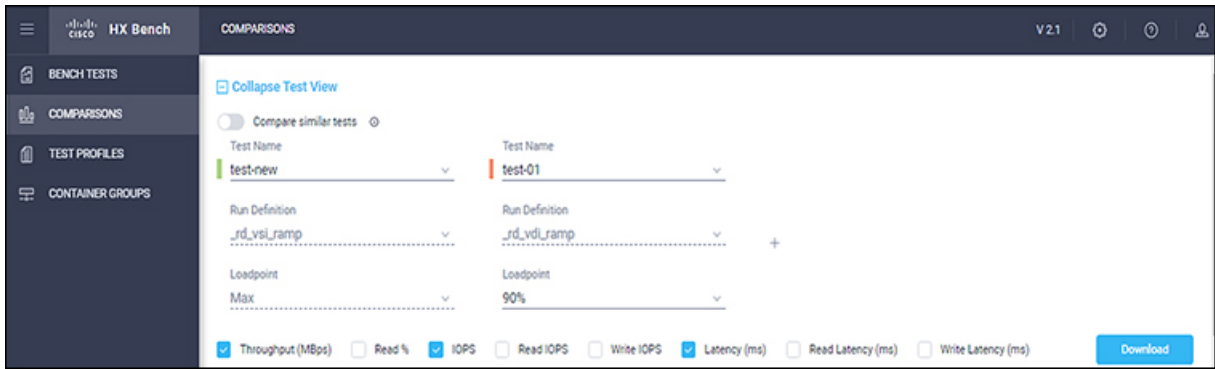 CISCO HX Bench COMPARISONS V 2.1
BENCH TESTS
COMPARISONS
TEST PROFILES
CONTAINER GROUPS
Collapse Test View
Compare similar tests
Test Name Test Name
test-new test-01
Run Definition Run Definition
_rd_vsi_ramp _rd_vdi_ramp
+
Loadpoint Loadpoint
Max 90%
Throughput (MBps) Read % IOPS Read IOPS Write IOPS Latency (ms) Read Latency (ms) Write Latency (ms) Download